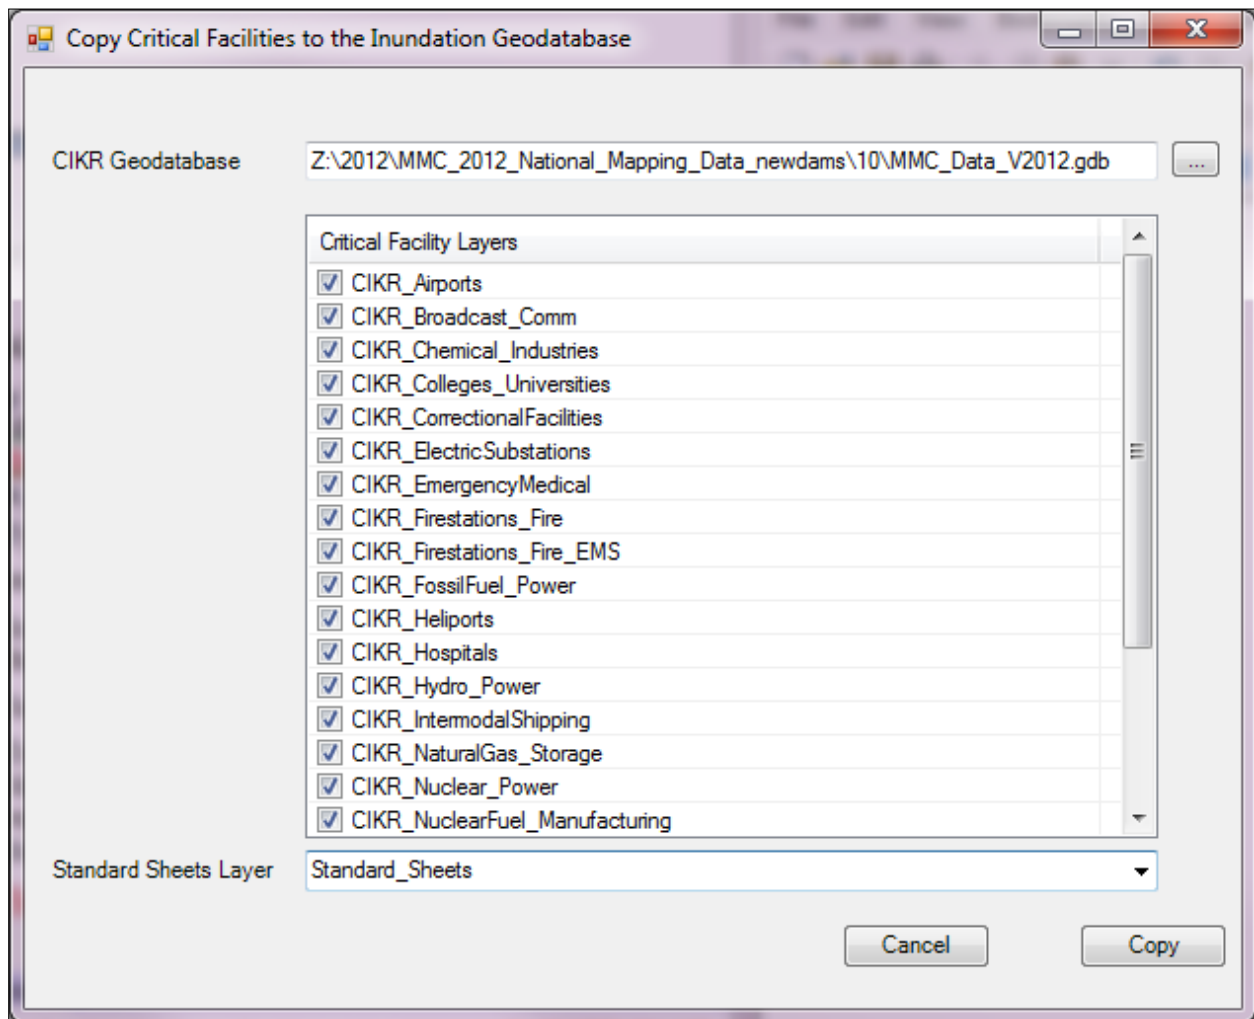 Copy Critical Facilities to the Inundation Geodatabase
CIKR Geodatabase
Z:\2012\MMC_2012_National_Mapping_Data_newdams\10\MMC_Data_V2012.gdb
...
Critical Facility Layers
CIKR_Airports
CIKR_Broadcast_Comm
CIKR_Chemical_Industries
CIKR_Colleges_Universities
CIKR_CorrectionalFacilities
CIKR_ElectricSubstations
CIKR_EmergencyMedical
CIKR_Firestations_Fire
CIKR_Firestations_Fire_EMS
CIKR_FossilFuel_Power
CIKR_Heliports
CIKR_Hospitals
CIKR_Hydro_Power
CIKR_IntermodalShipping
CIKR_NaturalGas_Storage
CIKR_Nuclear_Power
CIKR_NuclearFuel_Manufacturing
Standard Sheets Layer
Standard_Sheets
Cancel
Copy